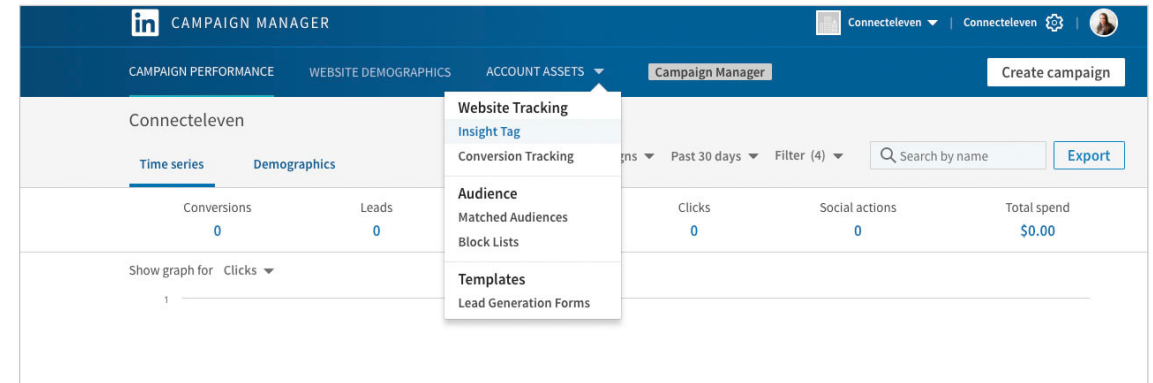 in CAMPAIGN MANAGER Connecteleven | Connecteleven |
CAMPAIGN PERFORMANCE WEBSITE DEMOGRAPHICS ACCOUNT ASSETS Campaign Manager Create campaign
Connecteleven
Time series Demographics
Past 30 days Filter (4) Search by name Export
Website Tracking
Insight Tag
Conversion Tracking
Audience
Matched Audiences
Block Lists
Templates
Lead Generation Forms
Conversions Leads Clicks Social actions Total spend
0 0 0 0 $0.00
Show graph for Clicks
1